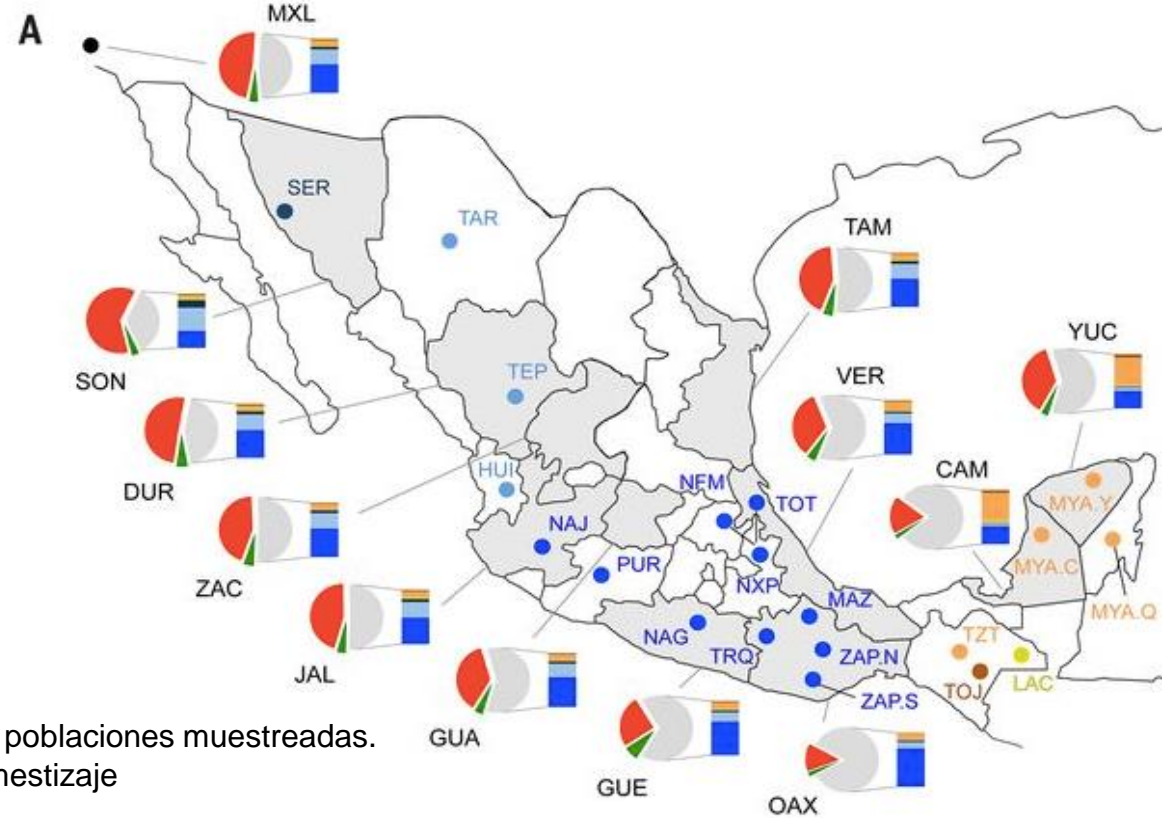 A
MXL
SER
TAR
TAM
SON
TEP
YUC
VER
DUR
HUI
CAM
NFM
TOT
MYA.Y
ZAC
NAJ
MYA.C
PUR
NXP
MAZ
MYA.Q
JAL
NAG
TRQ
ZAP.N
TZT
TOJ
LAC
ZAP.S
GUA
poblaciones muestreadas.
nestizaje
GUE
OAX